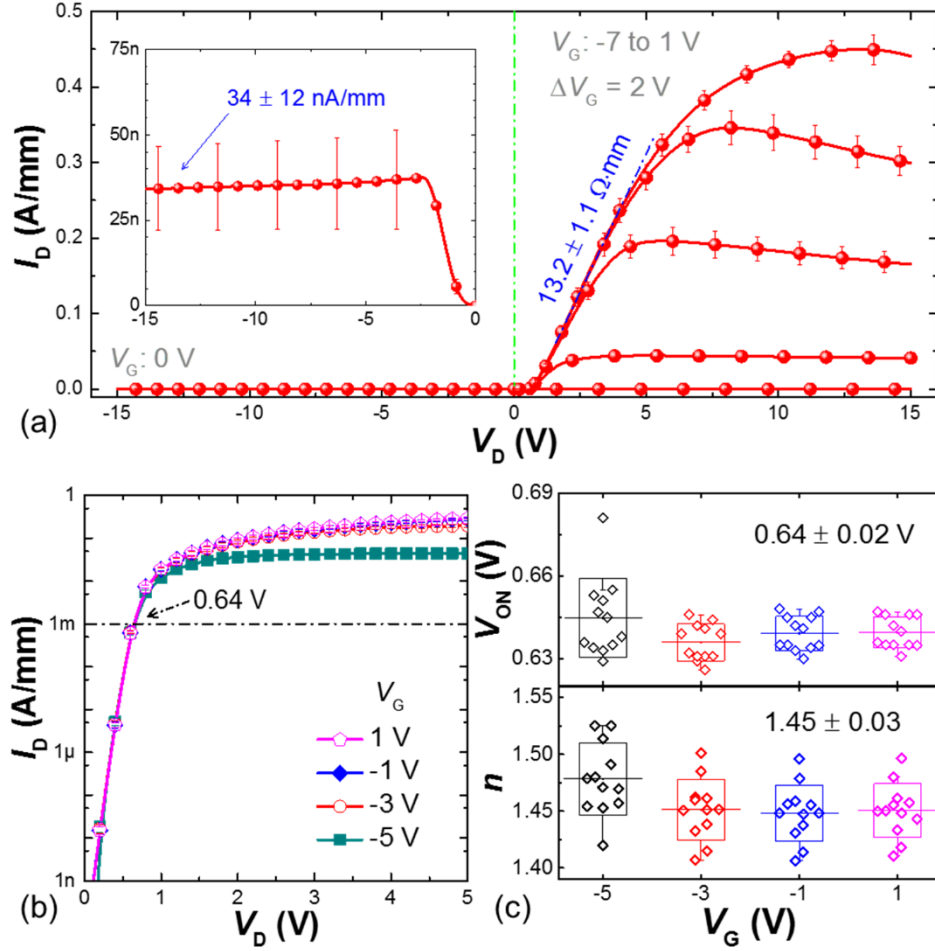 0.5
0.4
0.3
0.2
0.1
0.0
I_D (A/mm)
75n
50n
25n
0
-15
-10
-5
0
34 ± 12 nA/mm
V_G: -7 to 1 V
ΔV_G = 2 V
13.2 ± 1.1 Ω·mm
V_G: 0 V
-15
-10
-5
0
5
10
15
(a)
V_D (V)
1
1m
1μ
1n
I_D (A/mm)
0.64 V
V_G
1 V
-1 V
-3 V
-5 V
0
1
2
3
4
5
(b)
V_D (V)
0.69
0.66
0.63
V_ON (V)
0.64 ± 0.02 V
1.55
1.50
1.45
1.40
n
1.45 ± 0.03
-5
-3
-1
1
(c)
V_G (V)